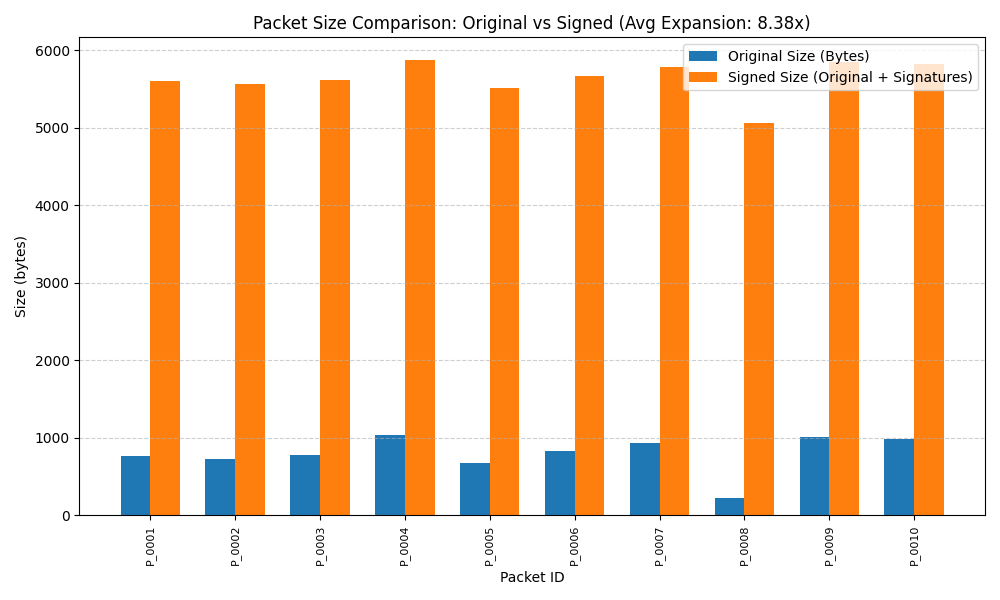 Packet Size Comparison: Original vs Signed (Avg Expansion: 8.38x)
Original Size (Bytes)
Signed Size (Original + Signatures)
Size (bytes)
6000
5000
4000
3000
2000
1000
0
P_0001
P_0002
P_0003
P_0004
P_0005
P_0006
P_0007
P_0008
P_0009
P_0010
Packet ID